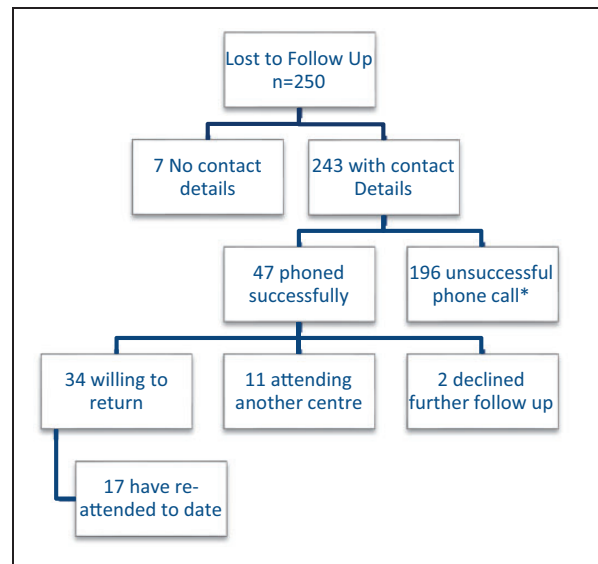 Lost to Follow Up
n=250
7 No contact
details
243 with contact
Details
47 phoned
successfully
196 unsuccessful
phone call*
34 willing to
return
11 attending
another centre
2 declined
further follow up
17 have re-
attended to date